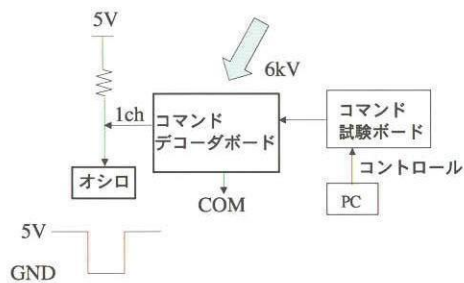 5V
6kV
1ch
コマンド
デコーダボード
コマンド
試験ボード
オシロ
コントロール
COM
PC
5V
GND